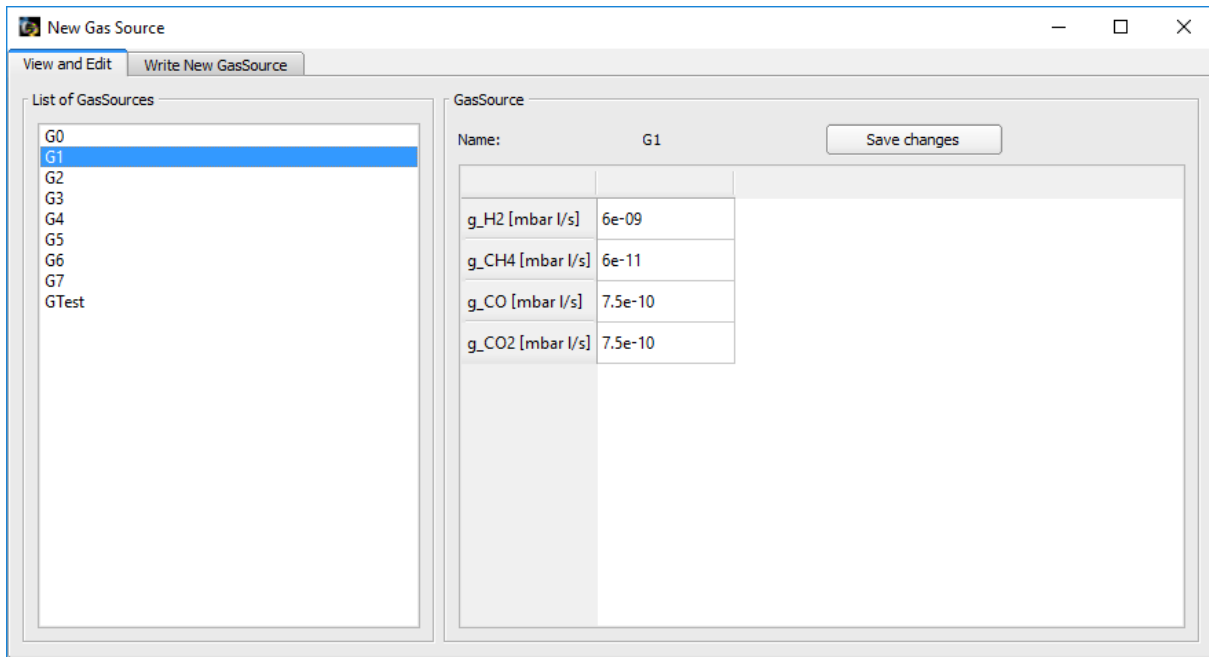 New Gas Source
View and Edit Write New GasSource
List of GasSources
G0
G1
G2
G3
G4
G5
G6
G7
GTest
GasSource
Name: G1 Save changes
g_H2 [mbar l/s] 6e-09
g_CH4 [mbar l/s] 6e-11
g_CO [mbar l/s] 7.5e-10
g_CO2 [mbar l/s] 7.5e-10